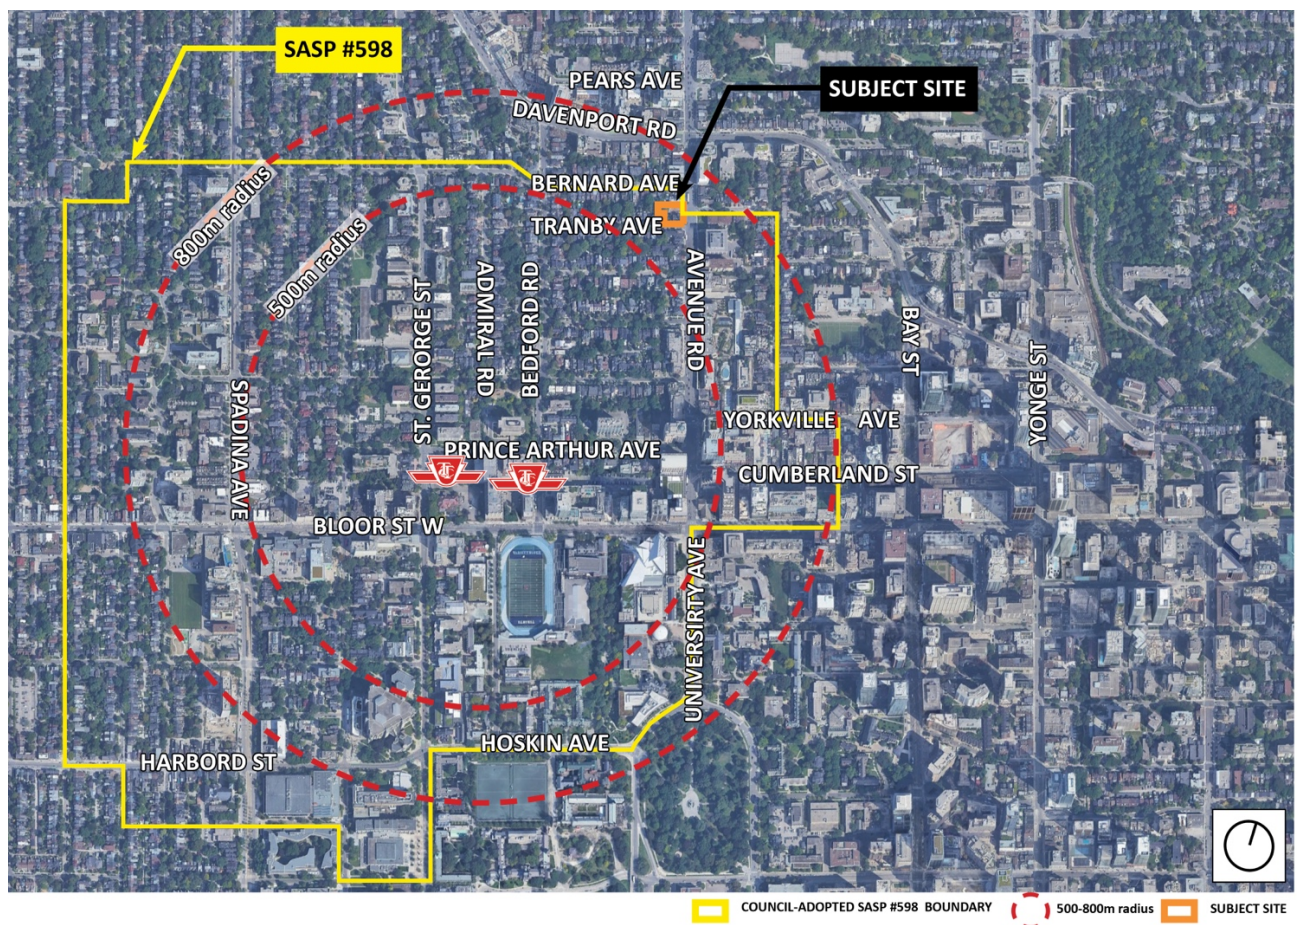 SASP #598
PEARS AVE
SUBJECT SITE
DAVENPORT RD
BERNARD AVE
TRANBY AVE
800m radius
500m radius
ST. GERORGE ST
ADMIRAL RD
BEDFORD RD
AVENUE RD
BAY ST
YONGE ST
SPADINA AVE
YORKVILLE AVE
PRINCE ARTHUR AVE
CUMBERLAND ST
BLOOR ST W
UNIVERSIRTY AVE
HOSKIN AVE
HARBORD ST
COUNCIL-ADOPTED SASP #598 BOUNDARY
500-800m radius
SUBJECT SITE